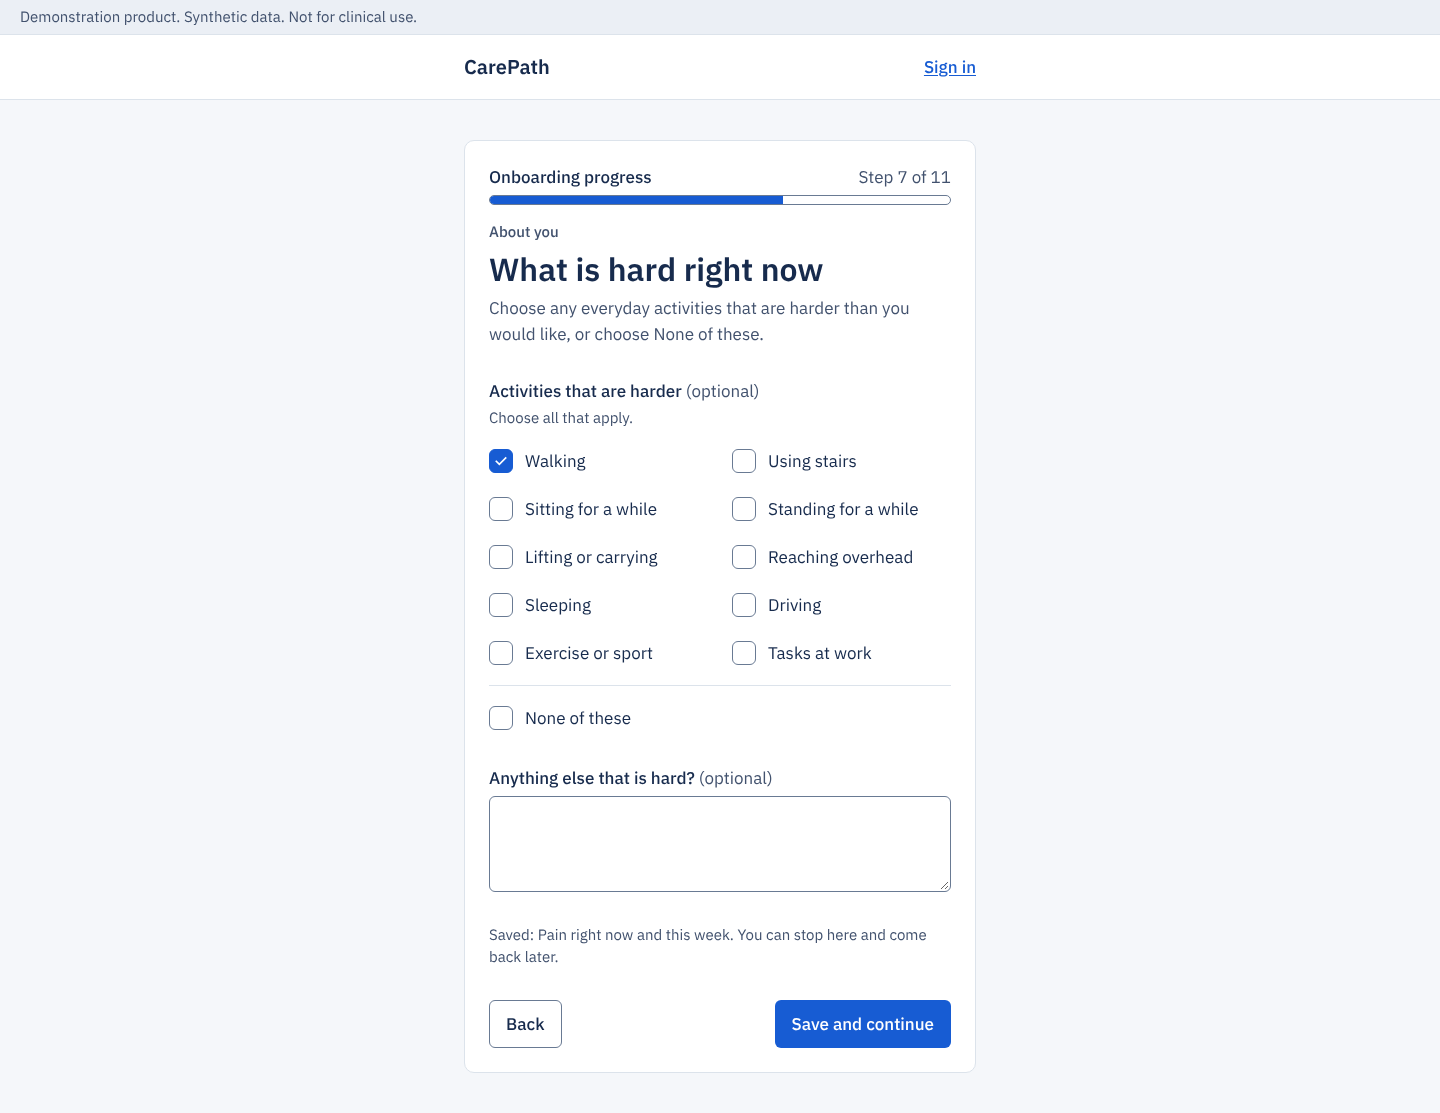 Demonstration product. Synthetic data. Not for clinical use.
CarePath
Sign in
Onboarding progress
Step 7 of 11
About you
What is hard right now
Choose any everyday activities that are harder than you
would like, or choose None of these.
Activities that are harder (optional)
Choose all that apply.
Walking
Using stairs
Sitting for a while
Standing for a while
Lifting or carrying
Reaching overhead
Sleeping
Driving
Exercise or sport
Tasks at work
None of these
Anything else that is hard? (optional)
Saved: Pain right now and this week. You can stop here and come
back later.
Back
Save and continue